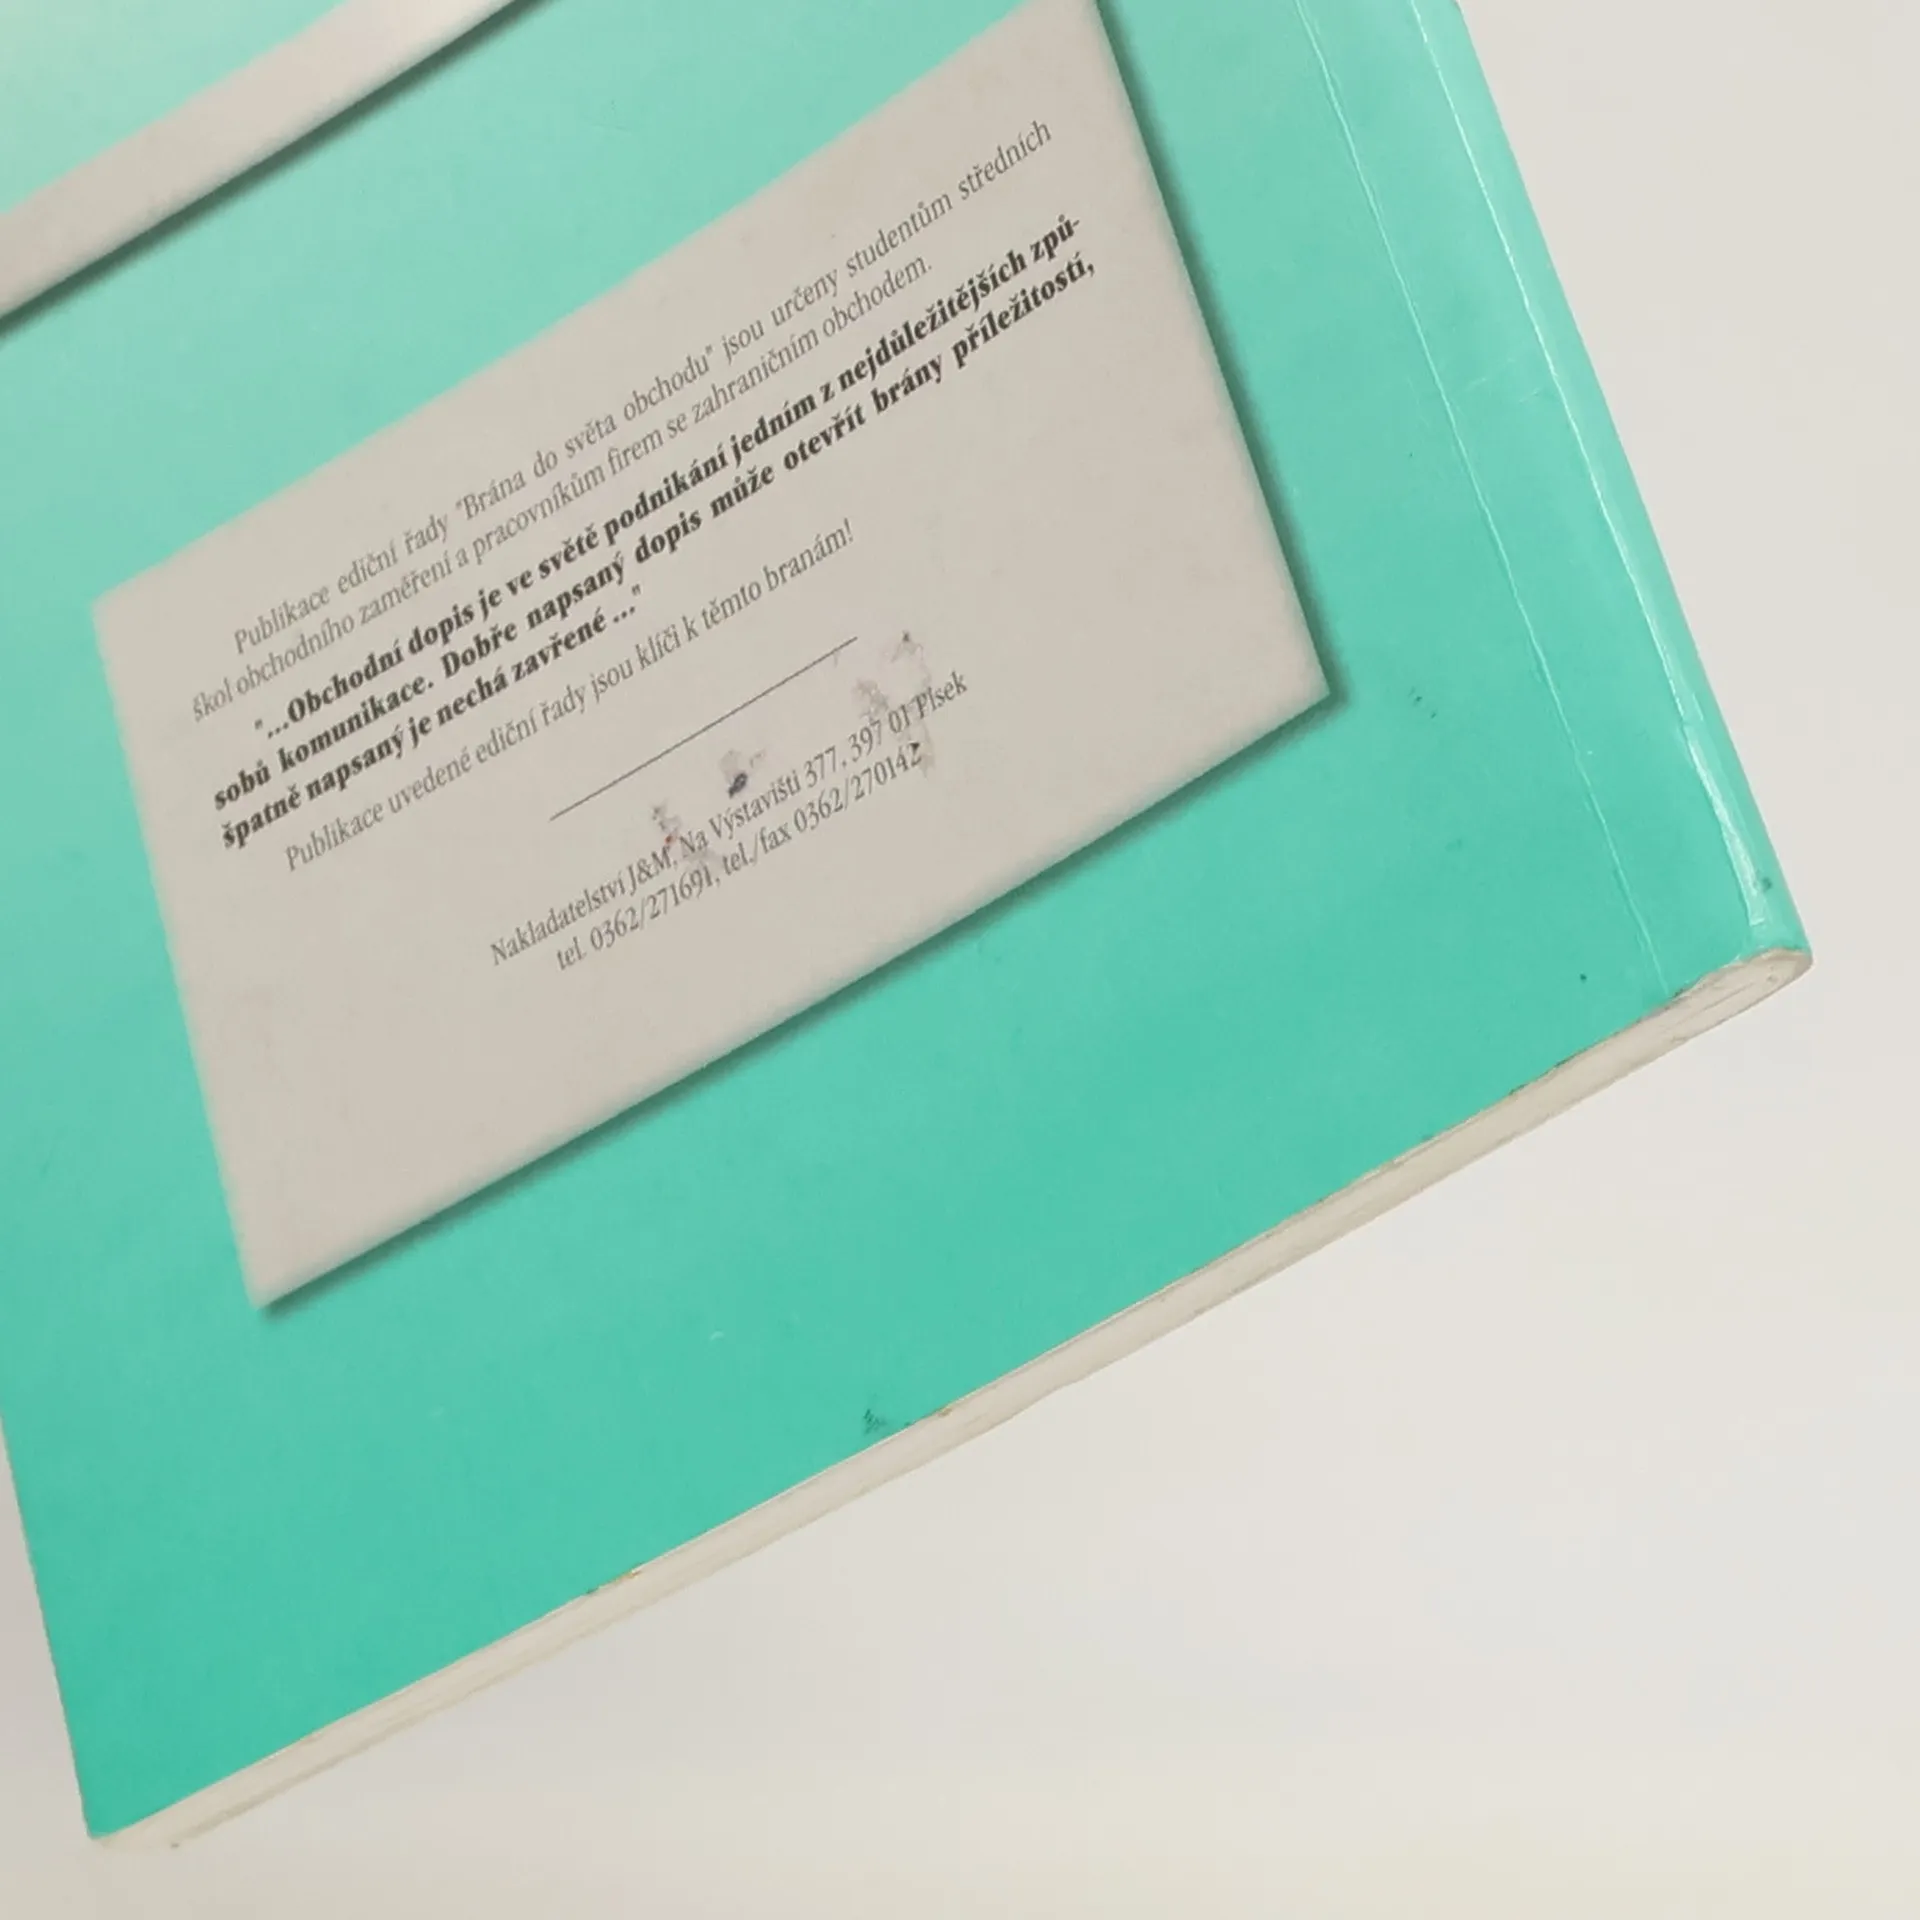 Publikace ediční řady "Brána do světa obchodu" jsou určeny studentům středních
škol obchodního zaměření a pracovníkům firem se zahraničním obchodem.
"...Obchodní dopis je ve světě podnikání jedním z nejdůležitějších způ-
sobů komunikace. Dobře napsaný dopis může otevřít brány příležitostí,
špatně napsaný je nechá zavřené ..."
Publikace uvedené ediční řady jsou klíči k těmto branám!
Nakladatelství J&M, Na Výstavišti 377, 397 01 Písek
tel. 0362/271691, tel./fax 0362/270142